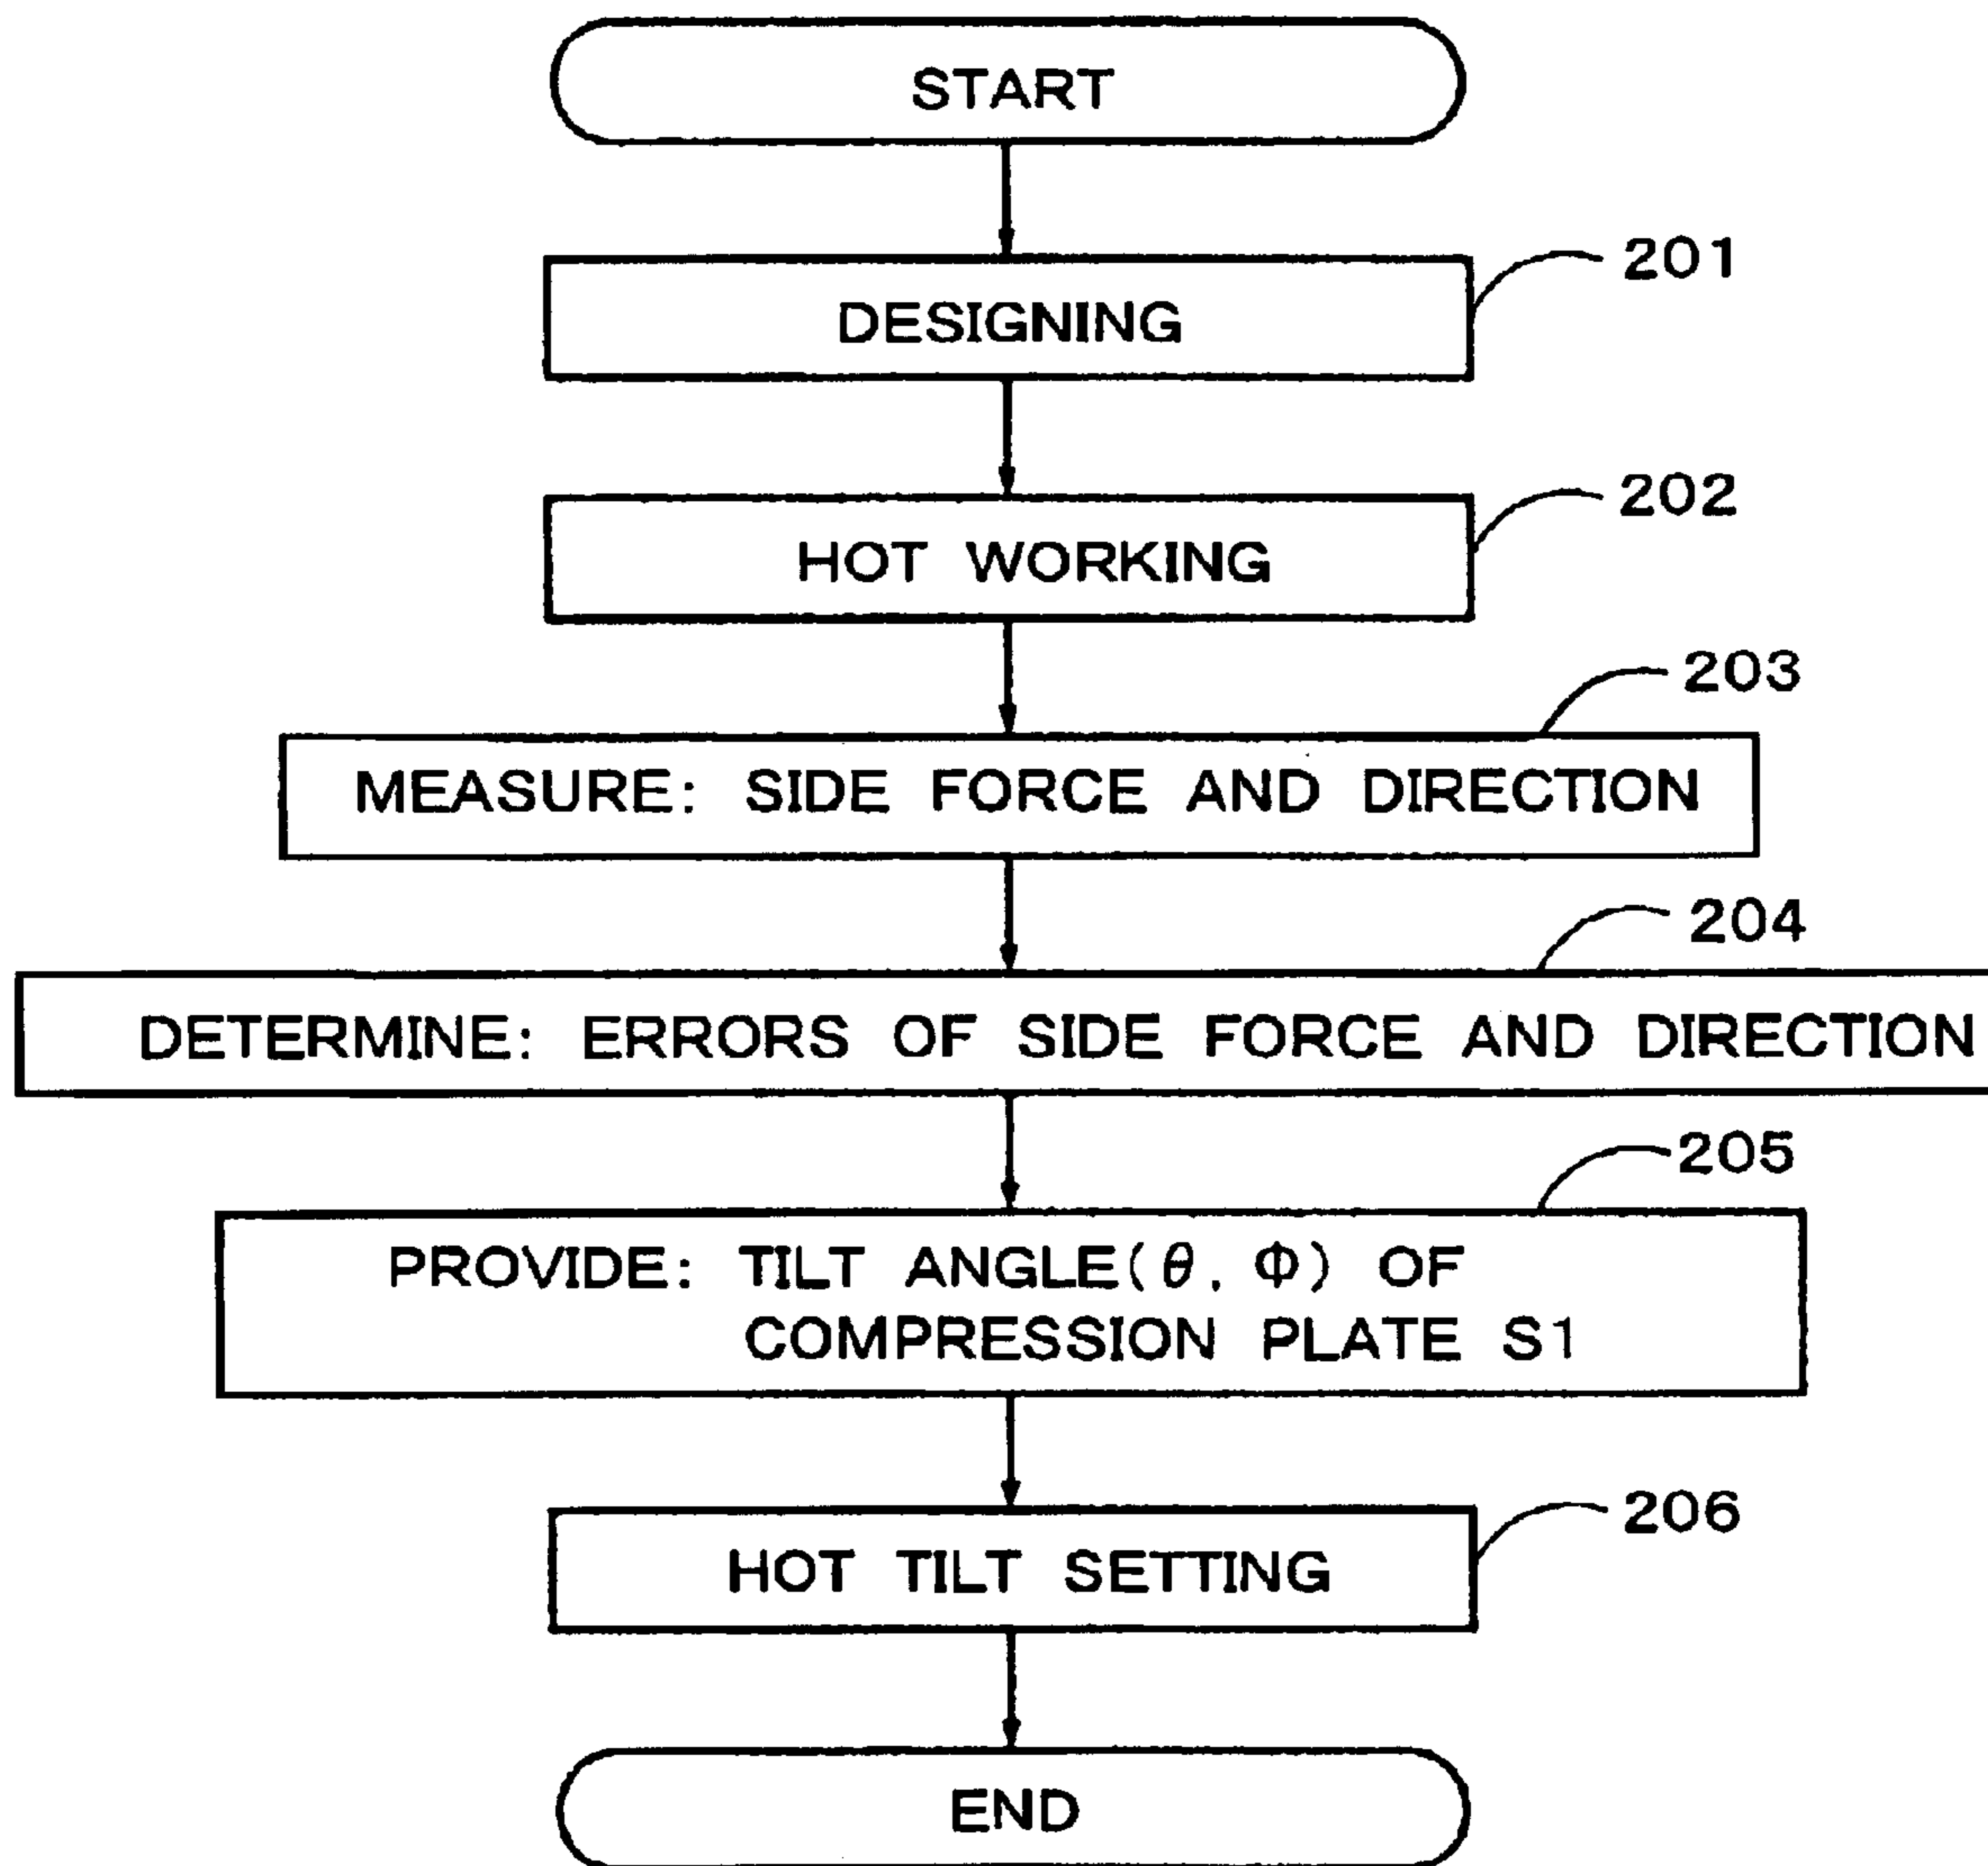 START
201
DESIGNING
202
HOT WORKING
203
MEASURE: SIDE FORCE AND DIRECTION
204
DETERMINE: ERRORS OF SIDE FORCE AND DIRECTION
205
PROVIDE: TILT ANGLE(θ, Φ) OF
COMPRESSION PLATE S1
206
HOT TILT SETTING
END